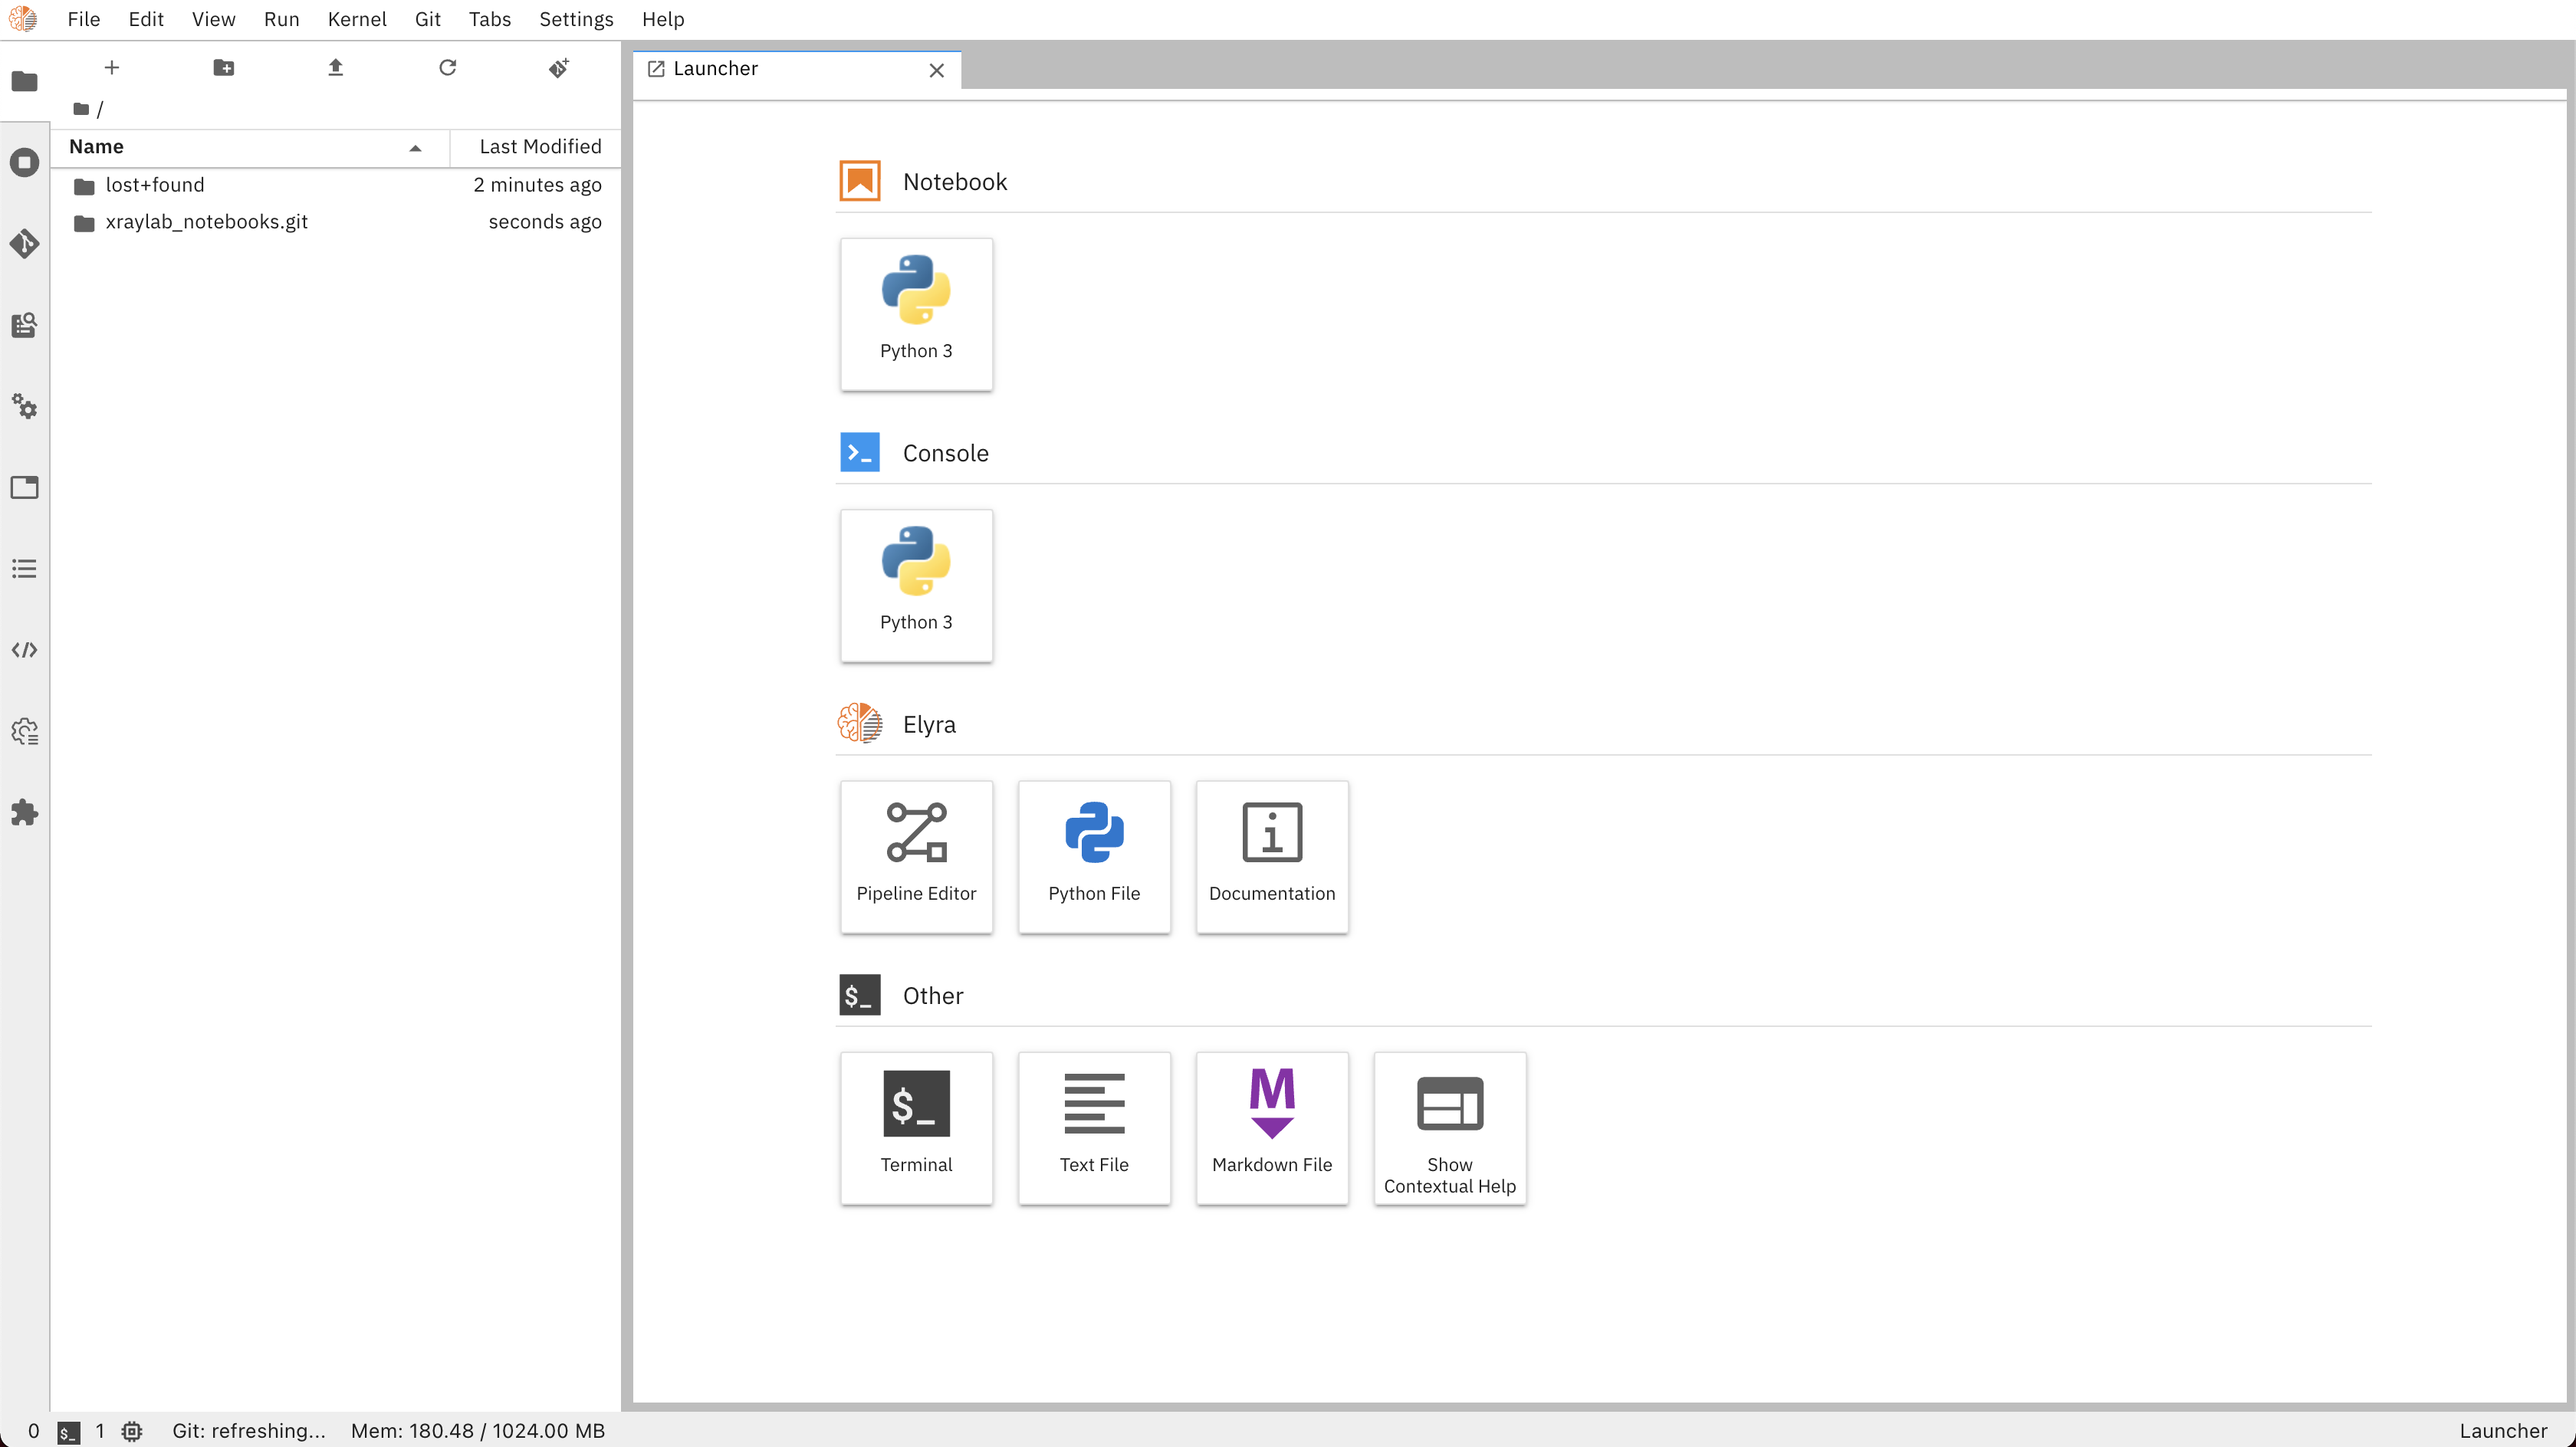 File Edit View Run Kernel Git Tabs Settings Help
Launcher
/
Name Last Modified
lost+found 2 minutes ago
xraylab_notebooks.git seconds ago
Notebook
Python 3
Console
Python 3
Elyra
Pipeline Editor Python File Documentation
$_ Other
$_ M
Terminal Text File Markdown File Show
Contextual Help
0 $_ 1 Git: refreshing... Mem: 180.48 / 1024.00 MB Launcher